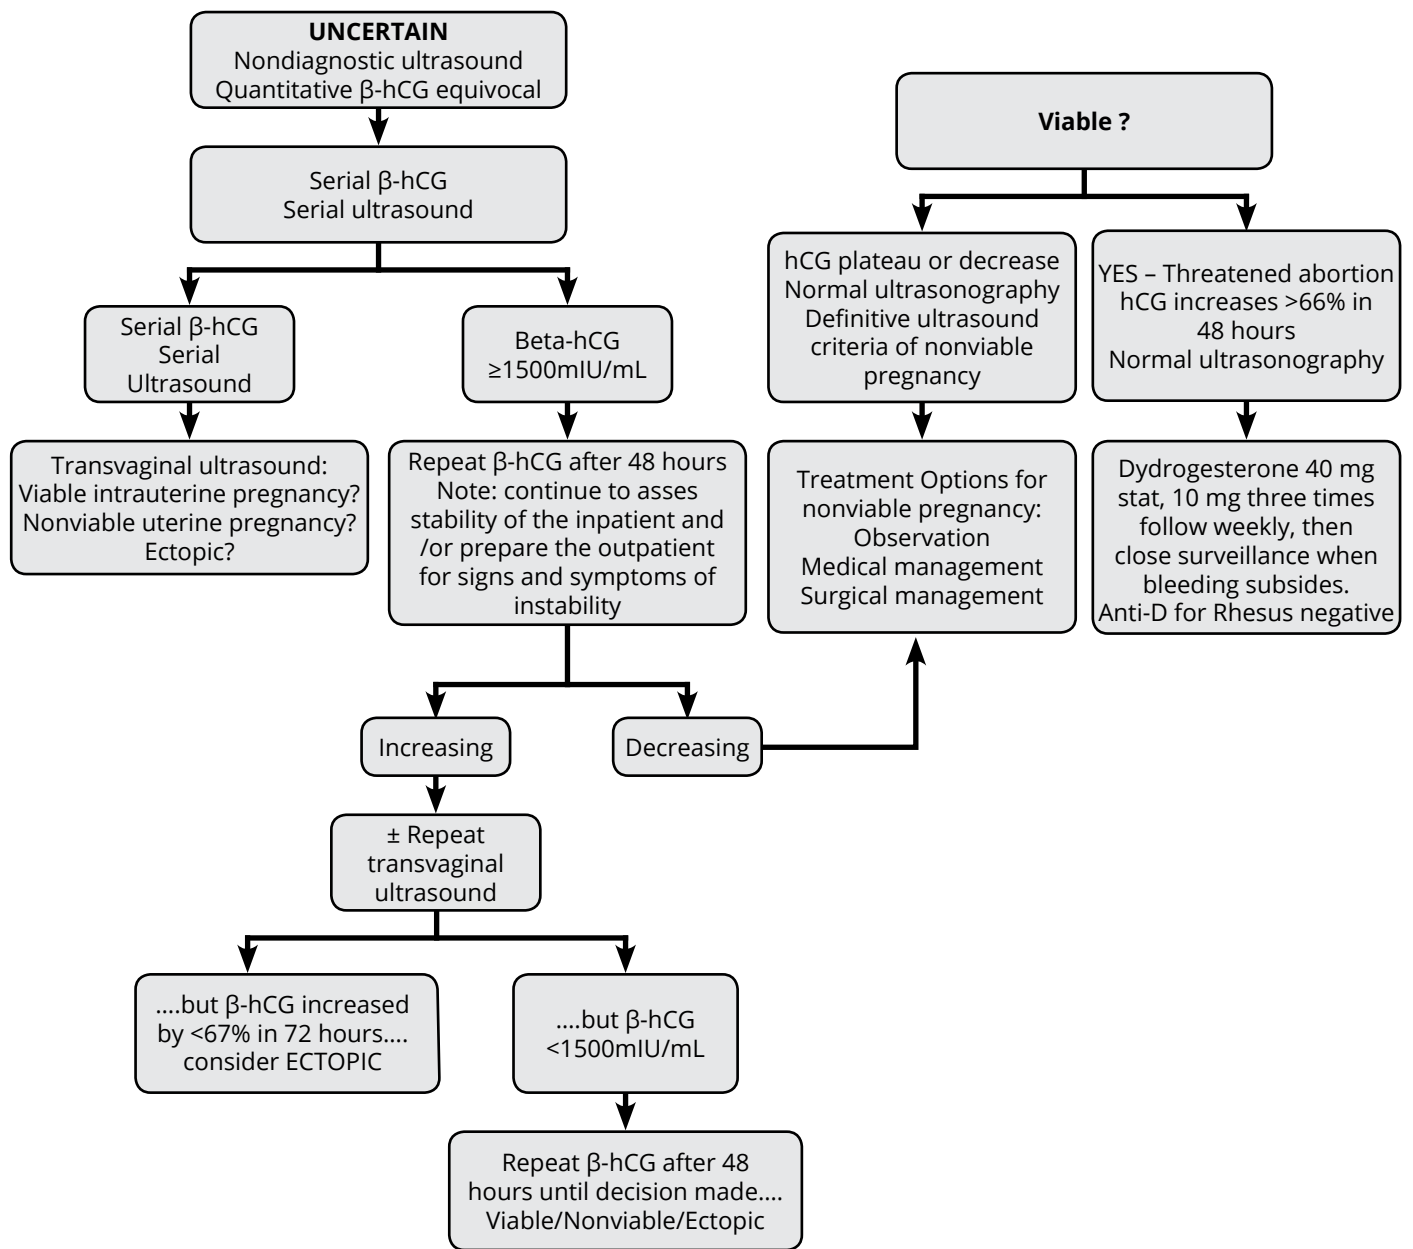 UNCERTAIN
Nondiagnostic ultrasound
Quantitative β-hCG equivocal
Serial β-hCG
Serial ultrasound
Serial β-hCG
Serial
Ultrasound
Beta-hCG
≥1500mIU/mL
Transvaginal ultrasound:
Viable intrauterine pregnancy?
Nonviable uterine pregnancy?
Ectopic?
Repeat β-hCG after 48 hours
Note: continue to asses
stability of the inpatient and
/or prepare the outpatient
for signs and symptoms of
instability
Increasing
Decreasing
± Repeat
transvaginal
ultrasound
....but β-hCG increased
by <67% in 72 hours....
consider ECTOPIC
....but β-hCG
<1500mIU/mL
Repeat β-hCG after 48
hours until decision made....
Viable/Nonviable/Ectopic
Viable ?
hCG plateau or decrease
Normal ultrasonography
Definitive ultrasound
criteria of nonviable
pregnancy
YES – Threatened abortion
hCG increases >66% in
48 hours
Normal ultrasonography
Treatment Options for
nonviable pregnancy:
Observation
Medical management
Surgical management
Dydrogesterone 40 mg
stat, 10 mg three times
follow weekly, then
close surveillance when
bleeding subsides.
Anti-D for Rhesus negative